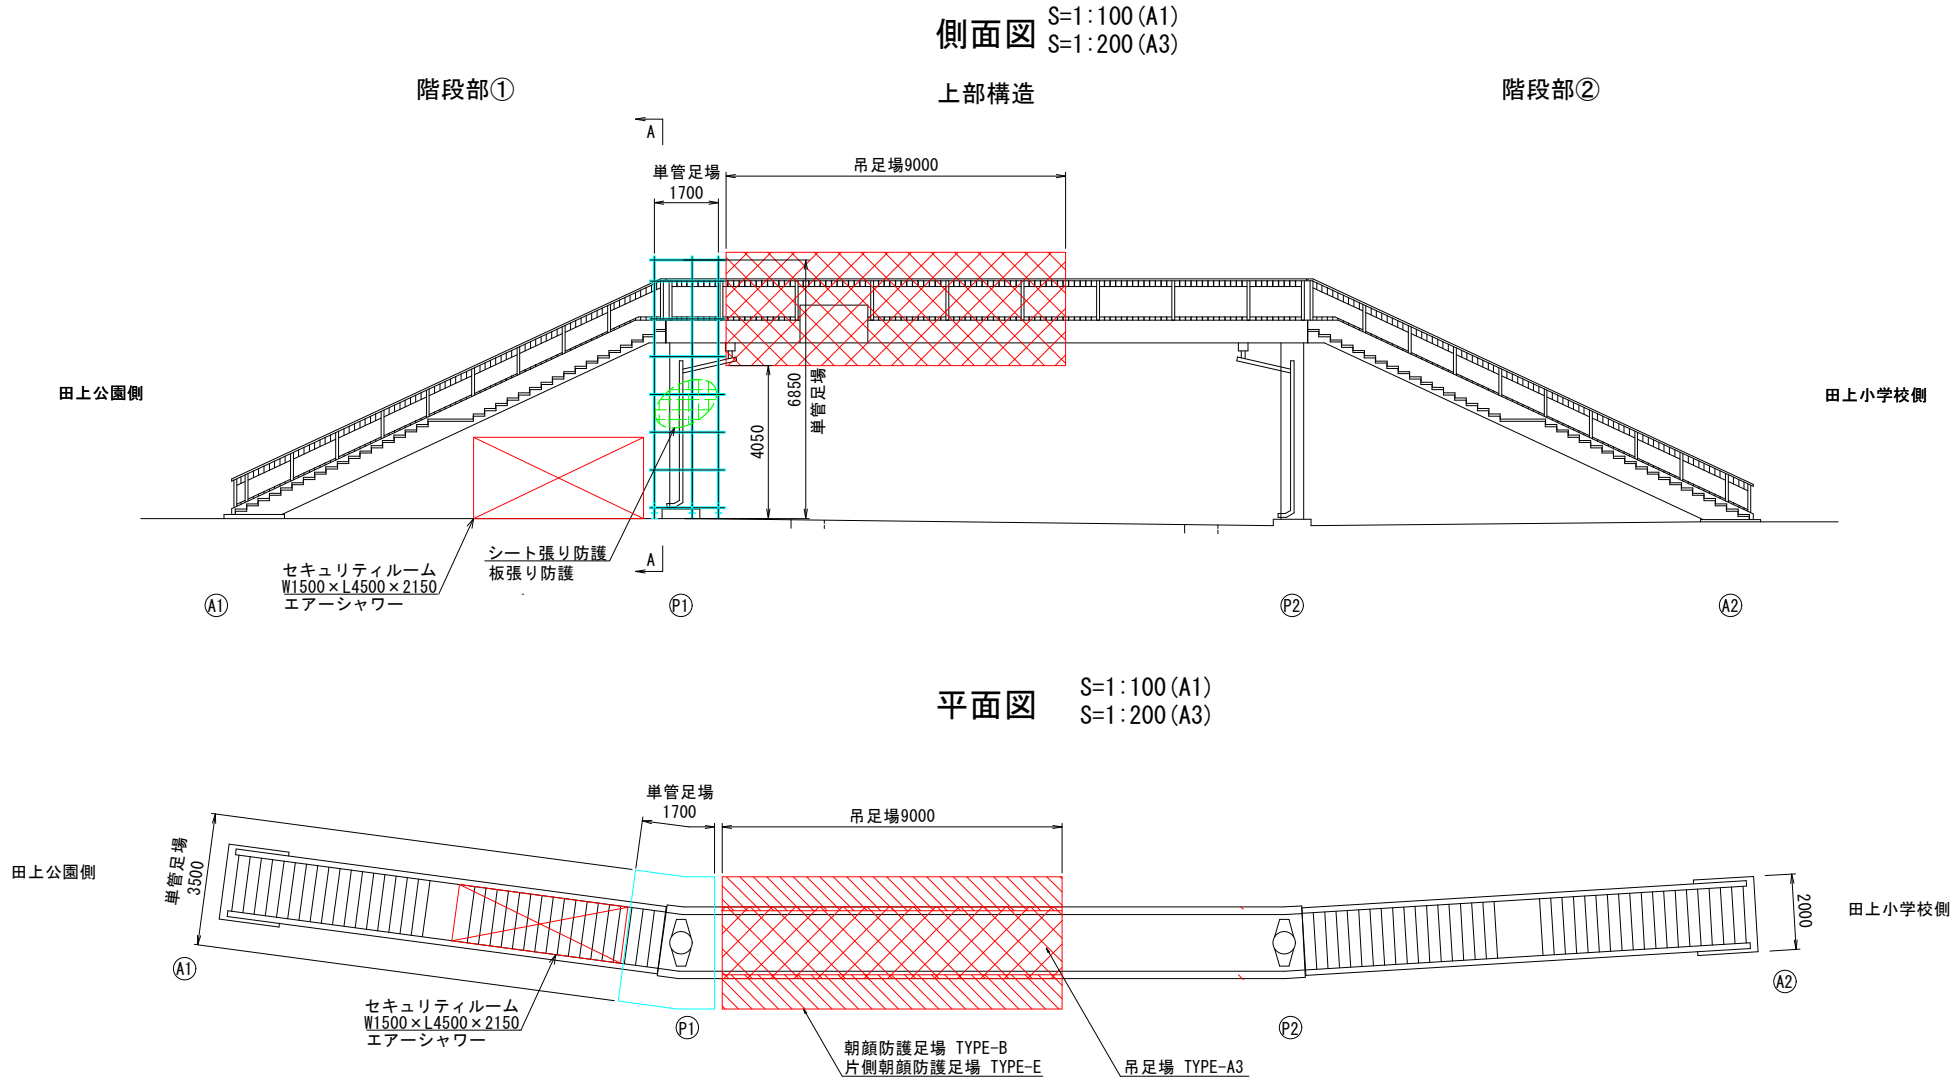 側面図
S=1:100(A1)
S=1:200(A3)
階段部①
上部構造
階段部②
A
単管足場
1700
吊足場9000
田上公園側
田上小学校側
6850
単管足場
4050
シート張り防護
板張り防護
A
セキュリティルーム
W1500×L4500×2150
エアーシャワー
A1
P1
P2
A2
平面図
S=1:100(A1)
S=1:200(A3)
単管足場
1700
吊足場9000
単管足場
3500
田上公園側
2000
田上小学校側
A1
A2
セキュリティルーム
W1500×L4500×2150
エアーシャワー
P1
P2
朝顔防護足場 TYPE-B
片側朝顔防護足場 TYPE-E
吊足場 TYPE-A3